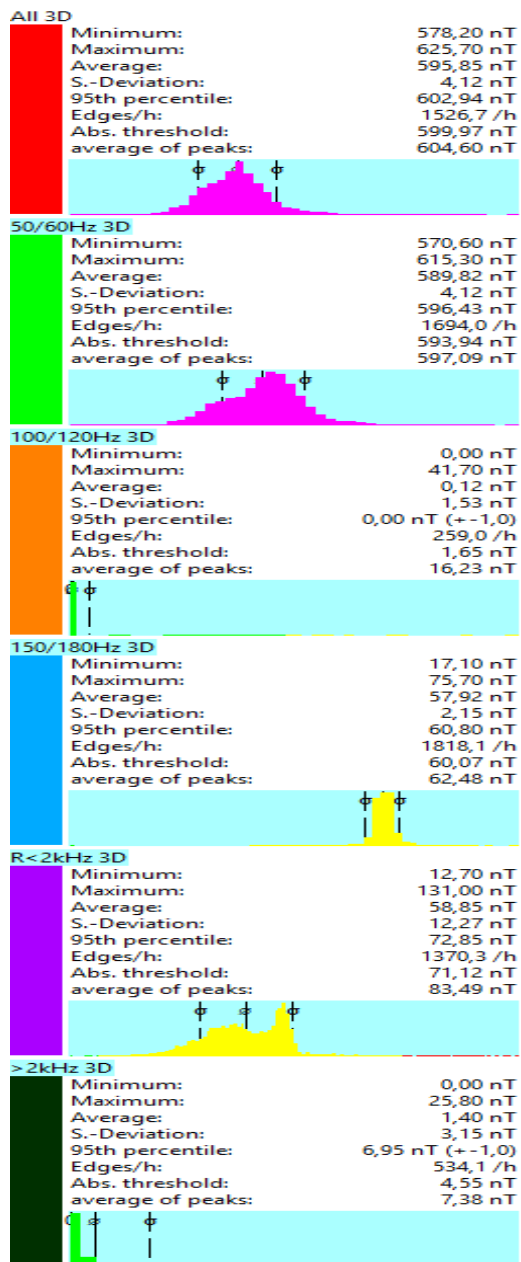 All 3D
Minimum: 578,20 nT
Maximum: 625,70 nT
Average: 595,85 nT
S.-Deviation: 4,12 nT
95th percentile: 602,94 nT
Edges/h: 1526,7 /h
Abs. threshold: 599,97 nT
average of peaks: 604,60 nT
σ σ
50/60Hz 3D
Minimum: 570,60 nT
Maximum: 615,30 nT
Average: 589,82 nT
S.-Deviation: 4,12 nT
95th percentile: 596,43 nT
Edges/h: 1694,0 /h
Abs. threshold: 593,94 nT
average of peaks: 597,09 nT
σ σ
100/120Hz 3D
Minimum: 0,00 nT
Maximum: 41,70 nT
Average: 0,12 nT
S.-Deviation: 1,53 nT
95th percentile: 0,00 nT (+-1,0)
Edges/h: 259,0 /h
Abs. threshold: 1,65 nT
average of peaks: 16,23 nT
σ
150/180Hz 3D
Minimum: 17,10 nT
Maximum: 75,70 nT
Average: 57,92 nT
S.-Deviation: 2,15 nT
95th percentile: 60,80 nT
Edges/h: 1818,1 /h
Abs. threshold: 60,07 nT
average of peaks: 62,48 nT
σ σ
R<2kHz 3D
Minimum: 12,70 nT
Maximum: 131,00 nT
Average: 58,85 nT
S.-Deviation: 12,27 nT
95th percentile: 72,85 nT
Edges/h: 1370,3 /h
Abs. threshold: 71,12 nT
average of peaks: 83,49 nT
σ ø σ
>2kHz 3D
Minimum: 0,00 nT
Maximum: 25,80 nT
Average: 1,40 nT
S.-Deviation: 3,15 nT
95th percentile: 6,95 nT (+-1,0)
Edges/h: 534,1 /h
Abs. threshold: 4,55 nT
average of peaks: 7,38 nT
ø σ